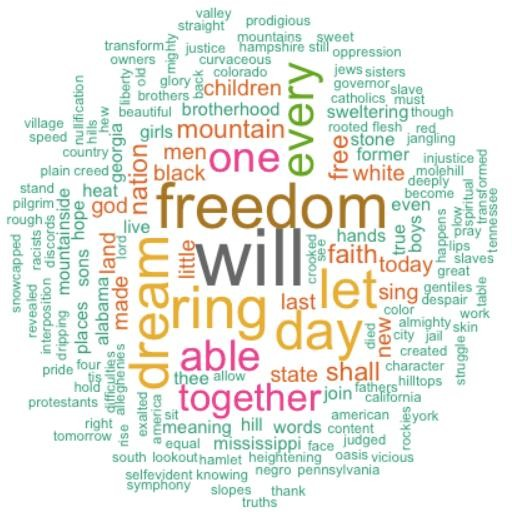 valley
straight
prodigious
mountains
sweet
transform
mighty
justice
hampshire
still
oppression
owners
curvaceous
jews
sisters
old
glory
back
colorado
governor
slave
liberty
brothers
children
every
catholics
must
nullification
hills
hew
beautiful
brotherhood
sweltering
though
village
girls
mountain
rooted
flesh
red
speed
georgia
free
stone
jangling
country
nation
men
one
former
injustice
molehill
plain
creed
black
white
deeply
transformed
spiritual
stand
heat
god
freedom
even
become
low
tennessee
pilgrim
mountainside
hope
happens
pray
rough
discords
live
will
hands
true
boys
lips
snowcapped
racists
land
lord
little
crooked
see
faith
today
slaves
great
interposition
sons
made
dream
ring
let
sing
gentiles
despair
table
revealed
dripping
places
alabama
last
day
color
work
almighty
skin
died
new
city
jail
pride
four
able
created
struggle
tis
difficulties
alleghenies
thee
allow
state
shall
character
hilltops
hold
together
join
fathers
california
protestants
exalted
america
sit
american
rockies
york
right
meaning
hill
words
content
tomorrow
rise
equal
mississippi
face
judged
south
lookout
hamlet
heightening
oasis
vicious
selfevident
knowing
negro
pennsylvania
symphony
slopes
thank
truths